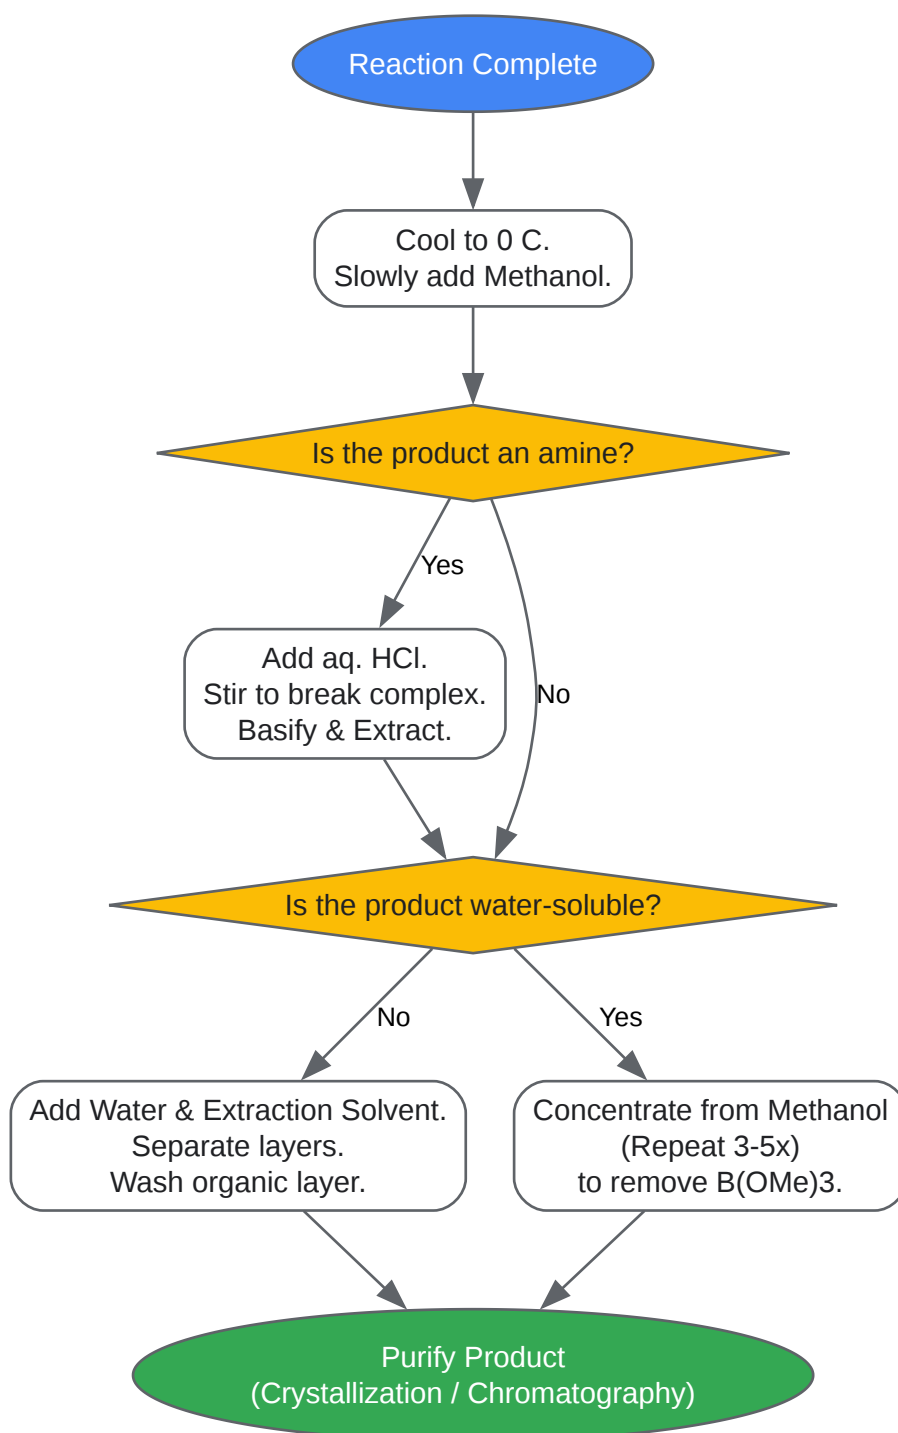 Reaction Complete
Cool to 0 C.
Slowly add Methanol.
Is the product an amine?
Yes
Add aq. HCl.
Stir to break complex.
Basify & Extract.
No
Is the product water-soluble?
No
Yes
Add Water & Extraction Solvent.
Separate layers.
Wash organic layer.
Concentrate from Methanol
(Repeat 3-5x)
to remove B(OMe)3.
Purify Product
(Crystallization / Chromatography)